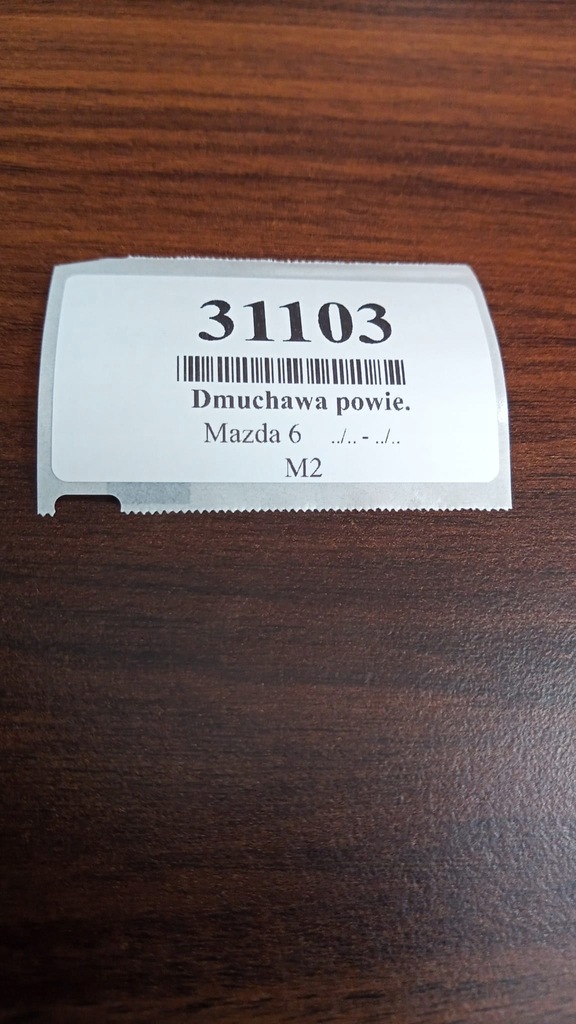 31103
Dmuchawa powie.
Mazda 6 ../.. - ../..
M2